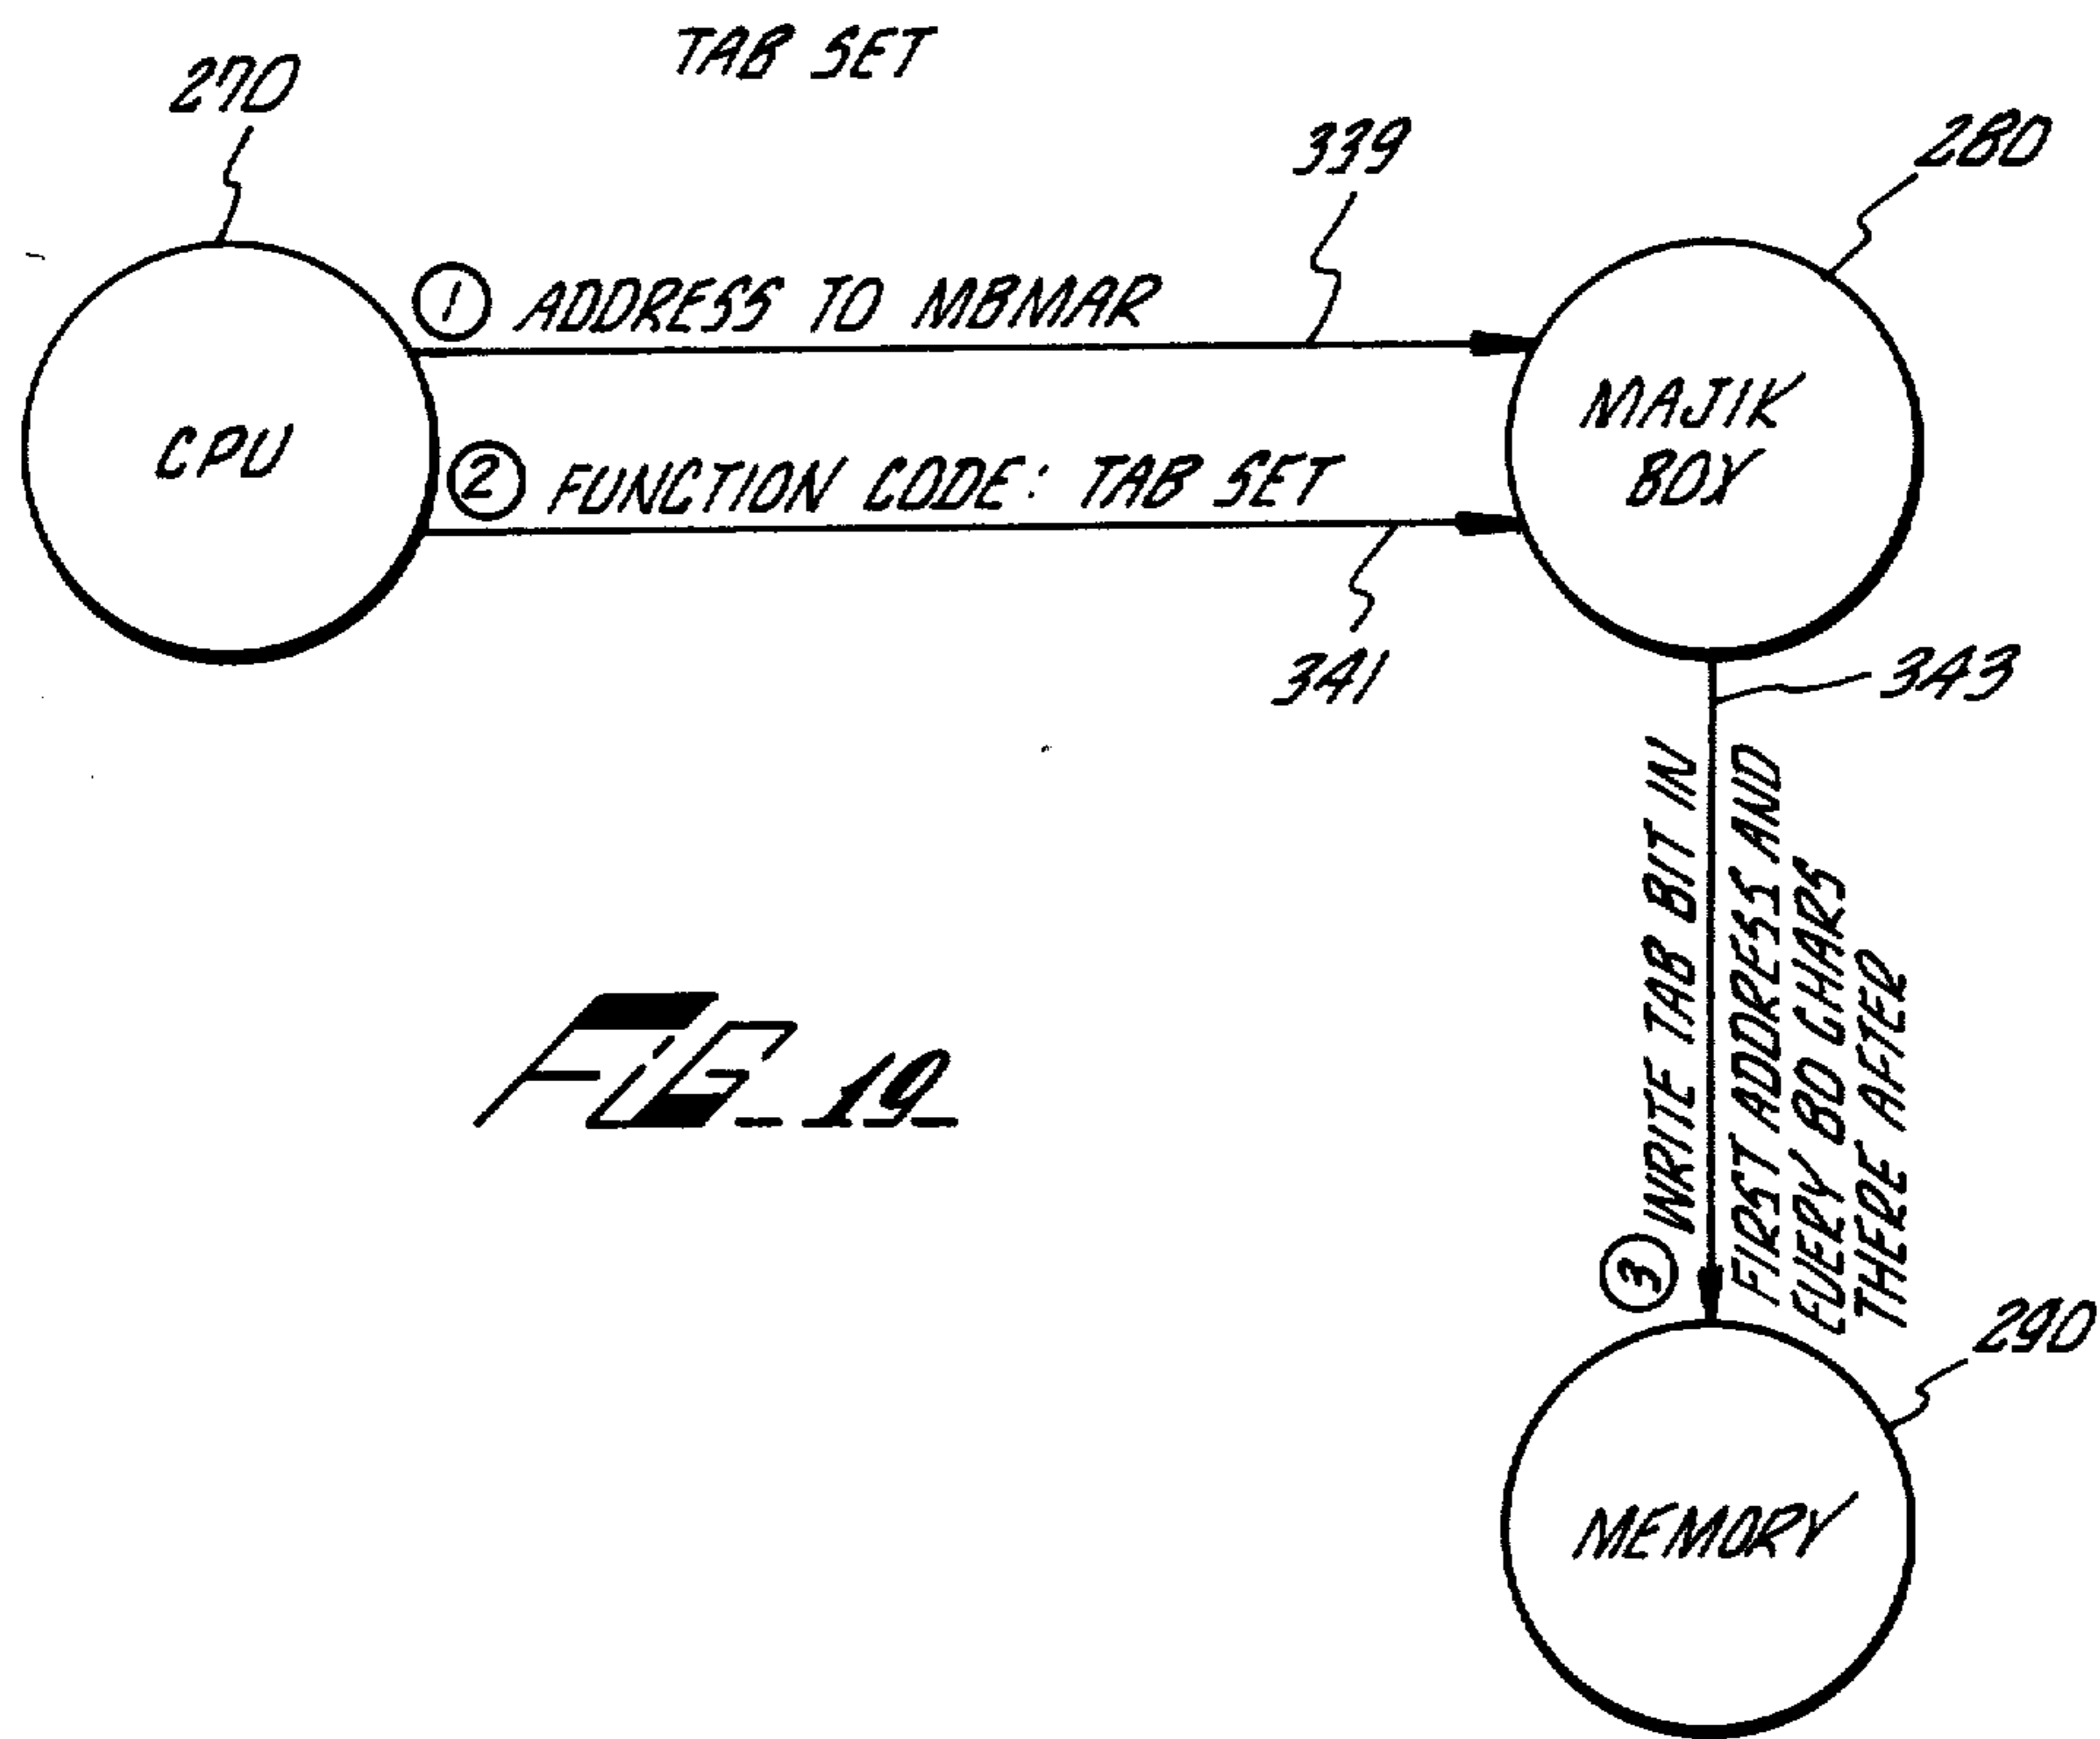 TAB SET
270
339
280
① ADDRESS TO MBMAR
MAJIK
BOX
CPU
② FUNCTION CODE: TAB SET
341
343
③ WRITE TAB BIT IN
FIRST ADDRESS AND
EVERY 80 CHARS
THERE AFTER
FIG_19_
290
MEMORY